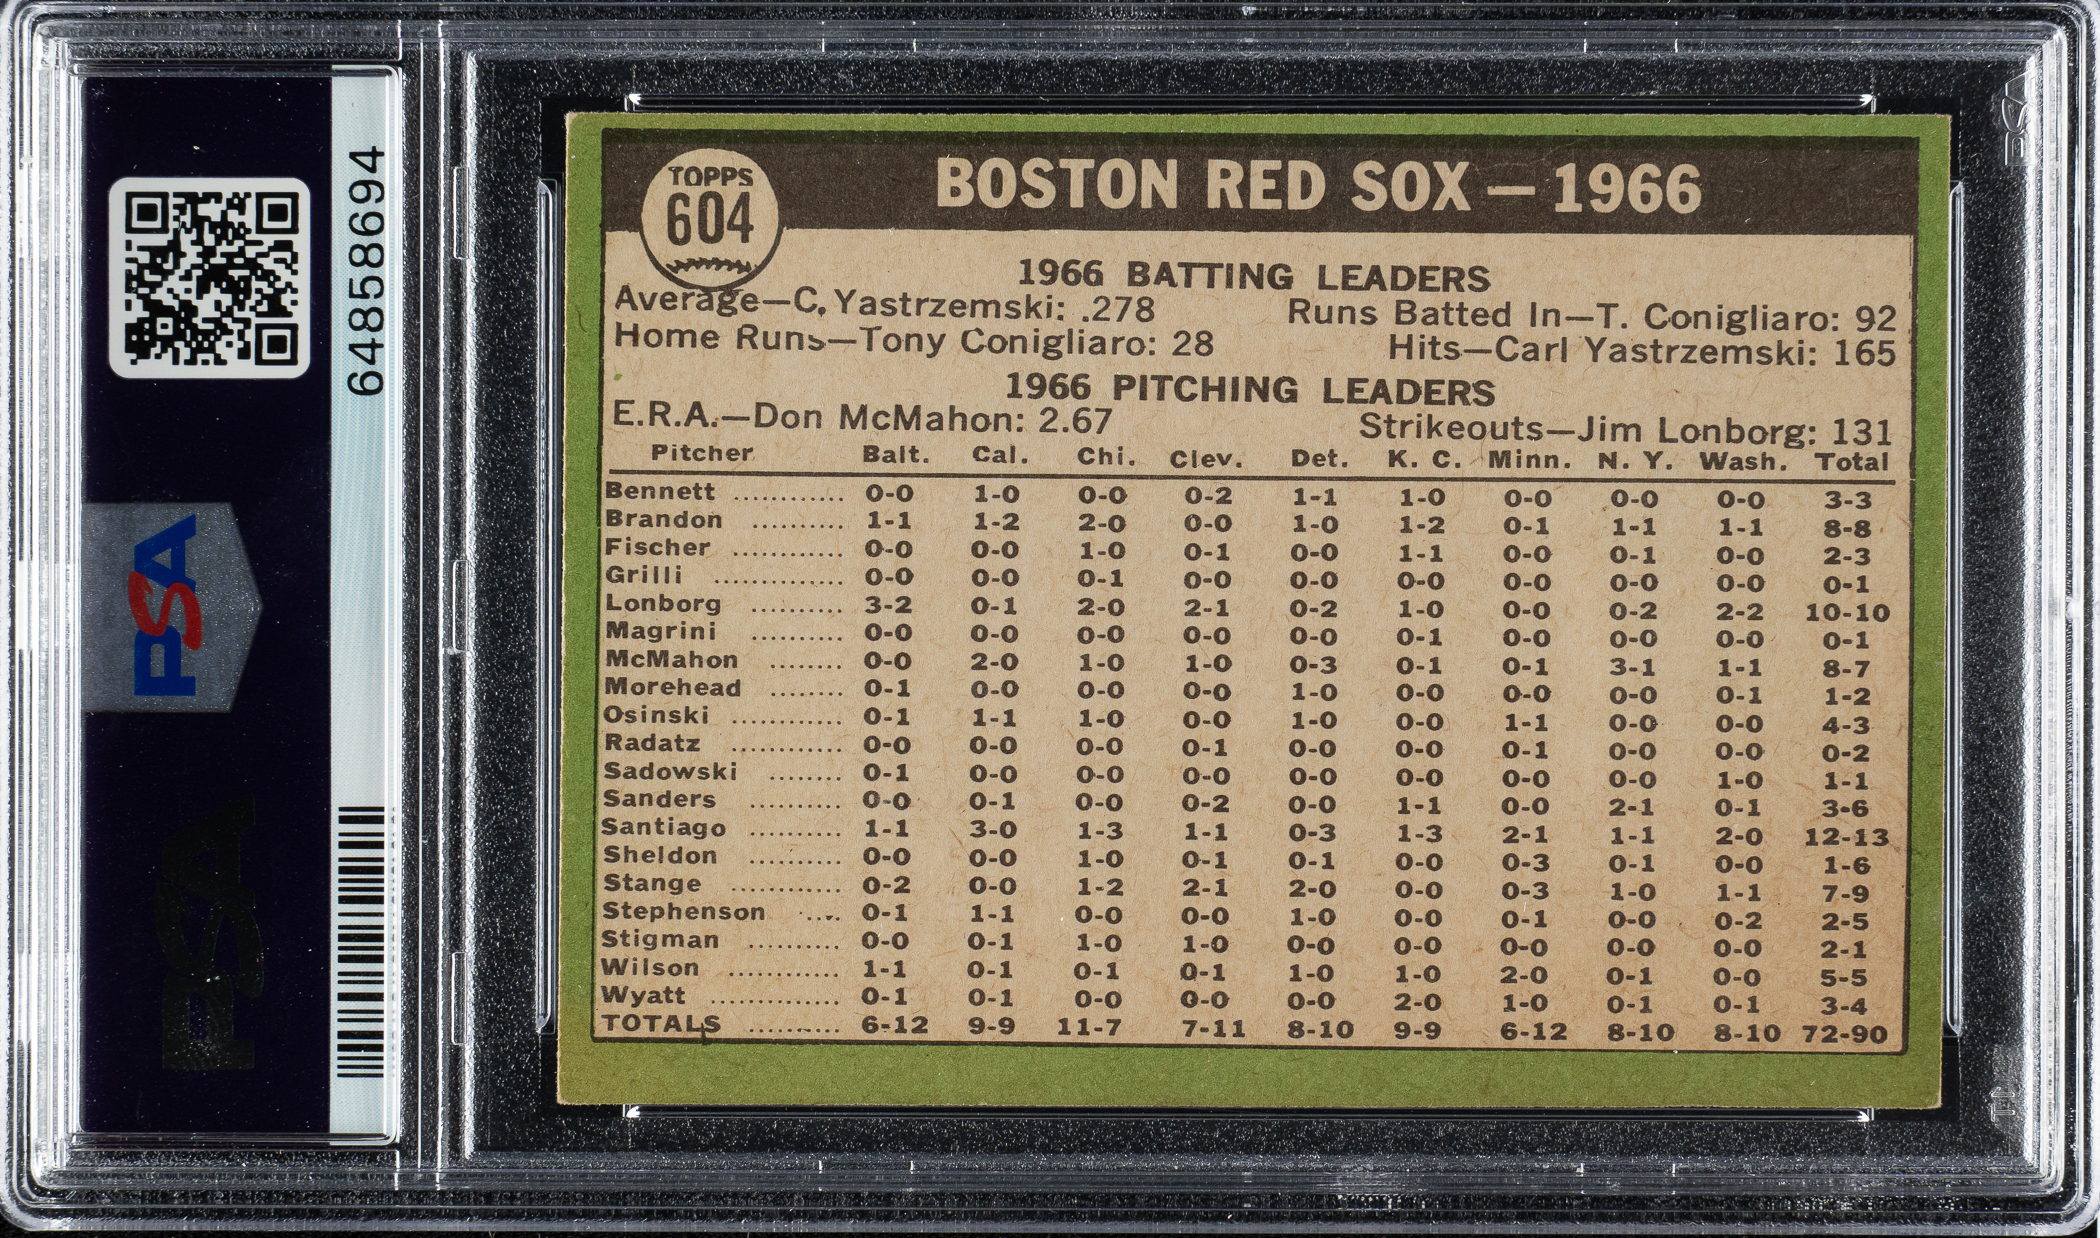 64858694
PSA
PSA
PSA
TOPPS
604
BOSTON RED SOX — 1966
1966 BATTING LEADERS
Average—C. Yastrzemski: .278 Runs Batted In—T. Conigliaro: 92
Home Runs—Tony Conigliaro: 28 Hits—Carl Yastrzemski: 165
1966 PITCHING LEADERS
E.R.A.—Don McMahon: 2.67 Strikeouts—Jim Lonborg: 131
Pitcher Balt. Cal. Chi. Clev. Det. K. C. Minn. N. Y. Wash. Total
Bennett ............ 0-0 1-0 0-0 0-2 1-1 1-0 0-0 0-0 0-0 3-3
Brandon .......... 1-1 1-2 2-0 0-0 1-0 1-2 0-1 1-1 1-1 8-8
Fischer ............ 0-0 0-0 1-0 0-1 0-0 1-1 0-0 0-1 0-0 2-3
Grilli .............. 0-0 0-0 0-1 0-0 0-0 0-0 0-0 0-0 0-0 0-1
Lonborg .......... 3-2 0-1 2-0 2-1 0-2 1-0 0-0 0-2 2-2 10-10
Magrini .......... 0-0 0-0 0-0 0-0 0-0 0-1 0-0 0-0 0-0 0-1
McMahon ........ 0-0 2-0 1-0 1-0 0-3 0-1 0-1 3-1 1-1 8-7
Morehead ........ 0-1 0-0 0-0 0-0 1-0 0-0 0-0 0-0 0-1 1-2
Osinski ............ 0-1 1-1 1-0 0-0 1-0 0-0 1-1 0-0 0-0 4-3
Radatz ............ 0-0 0-0 0-0 0-1 0-0 0-0 0-1 0-0 0-0 0-2
Sadowski ........ 0-1 0-0 0-0 0-0 0-0 0-0 0-0 0-0 1-0 1-1
Sanders .......... 0-0 0-1 0-0 0-2 0-0 1-1 0-0 2-1 0-1 3-6
Santiago .......... 1-1 3-0 1-3 1-1 0-3 1-3 2-1 1-1 2-0 12-13
Sheldon .......... 0-0 0-0 1-0 0-1 0-1 0-0 0-3 0-1 0-0 1-6
Stange ............ 0-2 0-0 1-2 2-1 2-0 0-0 0-3 1-0 1-1 7-9
Stephenson .... 0-1 1-1 0-0 0-0 1-0 0-0 0-1 0-0 0-2 2-5
Stigman .......... 0-0 0-1 1-0 1-0 0-0 0-0 0-0 0-0 0-0 2-1
Wilson ............ 1-1 0-1 0-1 0-1 1-0 1-0 2-0 0-1 0-0 5-5
Wyatt .............. 0-1 0-1 0-0 0-0 0-0 2-0 1-0 0-1 0-1 3-4
TOTALS .......... 6-12 9-9 11-7 7-11 8-10 9-9 6-12 8-10 8-10 72-90